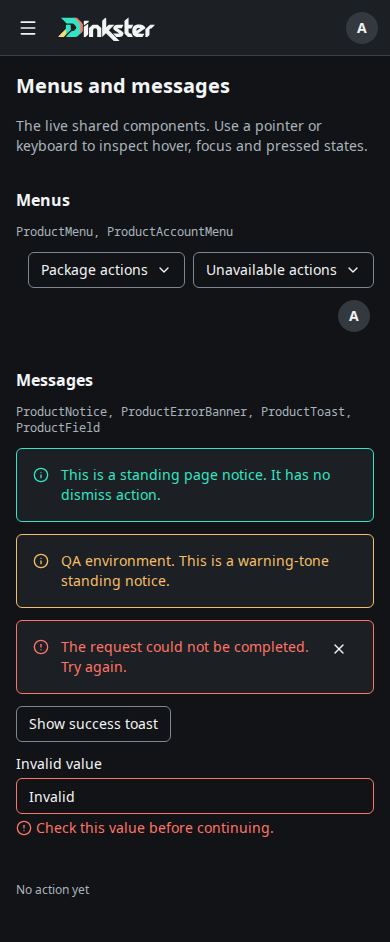 Dinkster
A
Menus and messages
The live shared components. Use a pointer or
keyboard to inspect hover, focus and pressed states.
Menus
ProductMenu, ProductAccountMenu
Package actions
Unavailable actions
A
Messages
ProductNotice, ProductErrorBanner, ProductToast,
ProductField
This is a standing page notice. It has no
dismiss action.
QA environment. This is a warning-tone
standing notice.
The request could not be completed.
Try again.
Show success toast
Invalid value
Invalid
Check this value before continuing.
No action yet